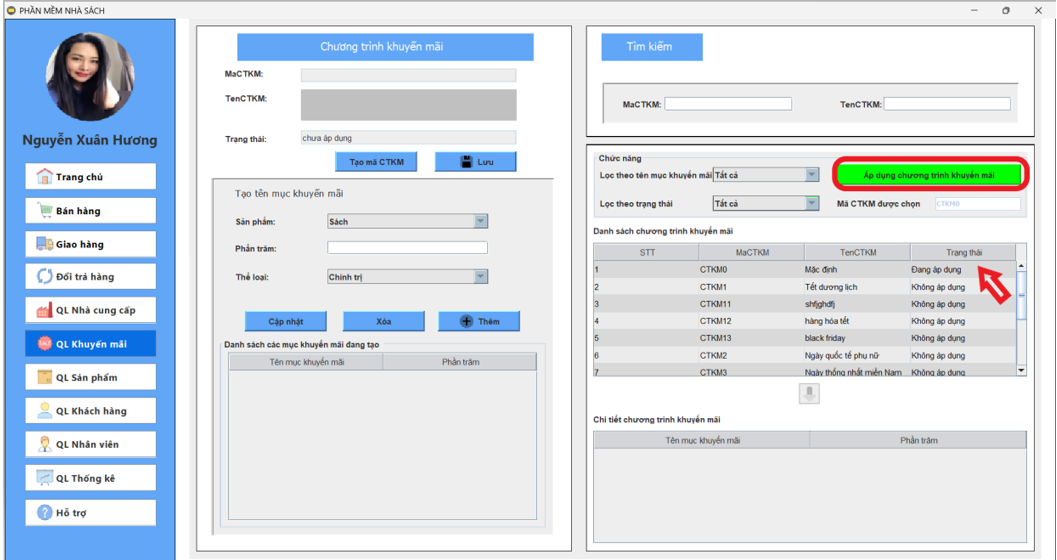 PHẦN MỀM NHÀ SÁCH
Nguyễn Xuân Hương
Trang chủ
Bán hàng
Giao hàng
Đổi trả hàng
QL Nhà cung cấp
SALE QL Khuyến mãi
QL Sản phẩm
QL Khách hàng
QL Nhân viên
QL Thống kê
Hỗ trợ
Chương trình khuyến mãi
MaCTKM:
TenCTKM:
Trạng thái: chưa áp dụng
Tạo mã CTKM Lưu
Tạo tên mục khuyến mãi
Sản phẩm: Sách
Phần trăm:
Thể loại: Chính trị
Cập nhật Xóa Thêm
Danh sách các mục khuyến mãi đang tạo
Tên mục khuyến mãi Phần trăm
Tìm kiếm
MaCTKM: TenCTKM:
Chức năng
Lọc theo tên mục khuyến mãi Tất cả Áp dụng chương trình khuyến mãi
Lọc theo trạng thái Tất cả Mã CTKM được chọn CTKM0
Danh sách chương trình khuyến mãi
STT MaCTKM TenCTKM Trạng thái
1 CTKM0 Mặc định Đang áp dụng
2 CTKM1 Tết dương lịch Không áp dụng
3 CTKM11 shfjghdfj Không áp dụng
4 CTKM12 hàng hóa tết Không áp dụng
5 CTKM13 black friday Không áp dụng
6 CTKM2 Ngày quốc tế phụ nữ Không áp dụng
7 CTKM3 Ngày thống nhất miền Nam Không áp dụng
Chi tiết chương trình khuyến mãi
Tên mục khuyến mãi Phần trăm